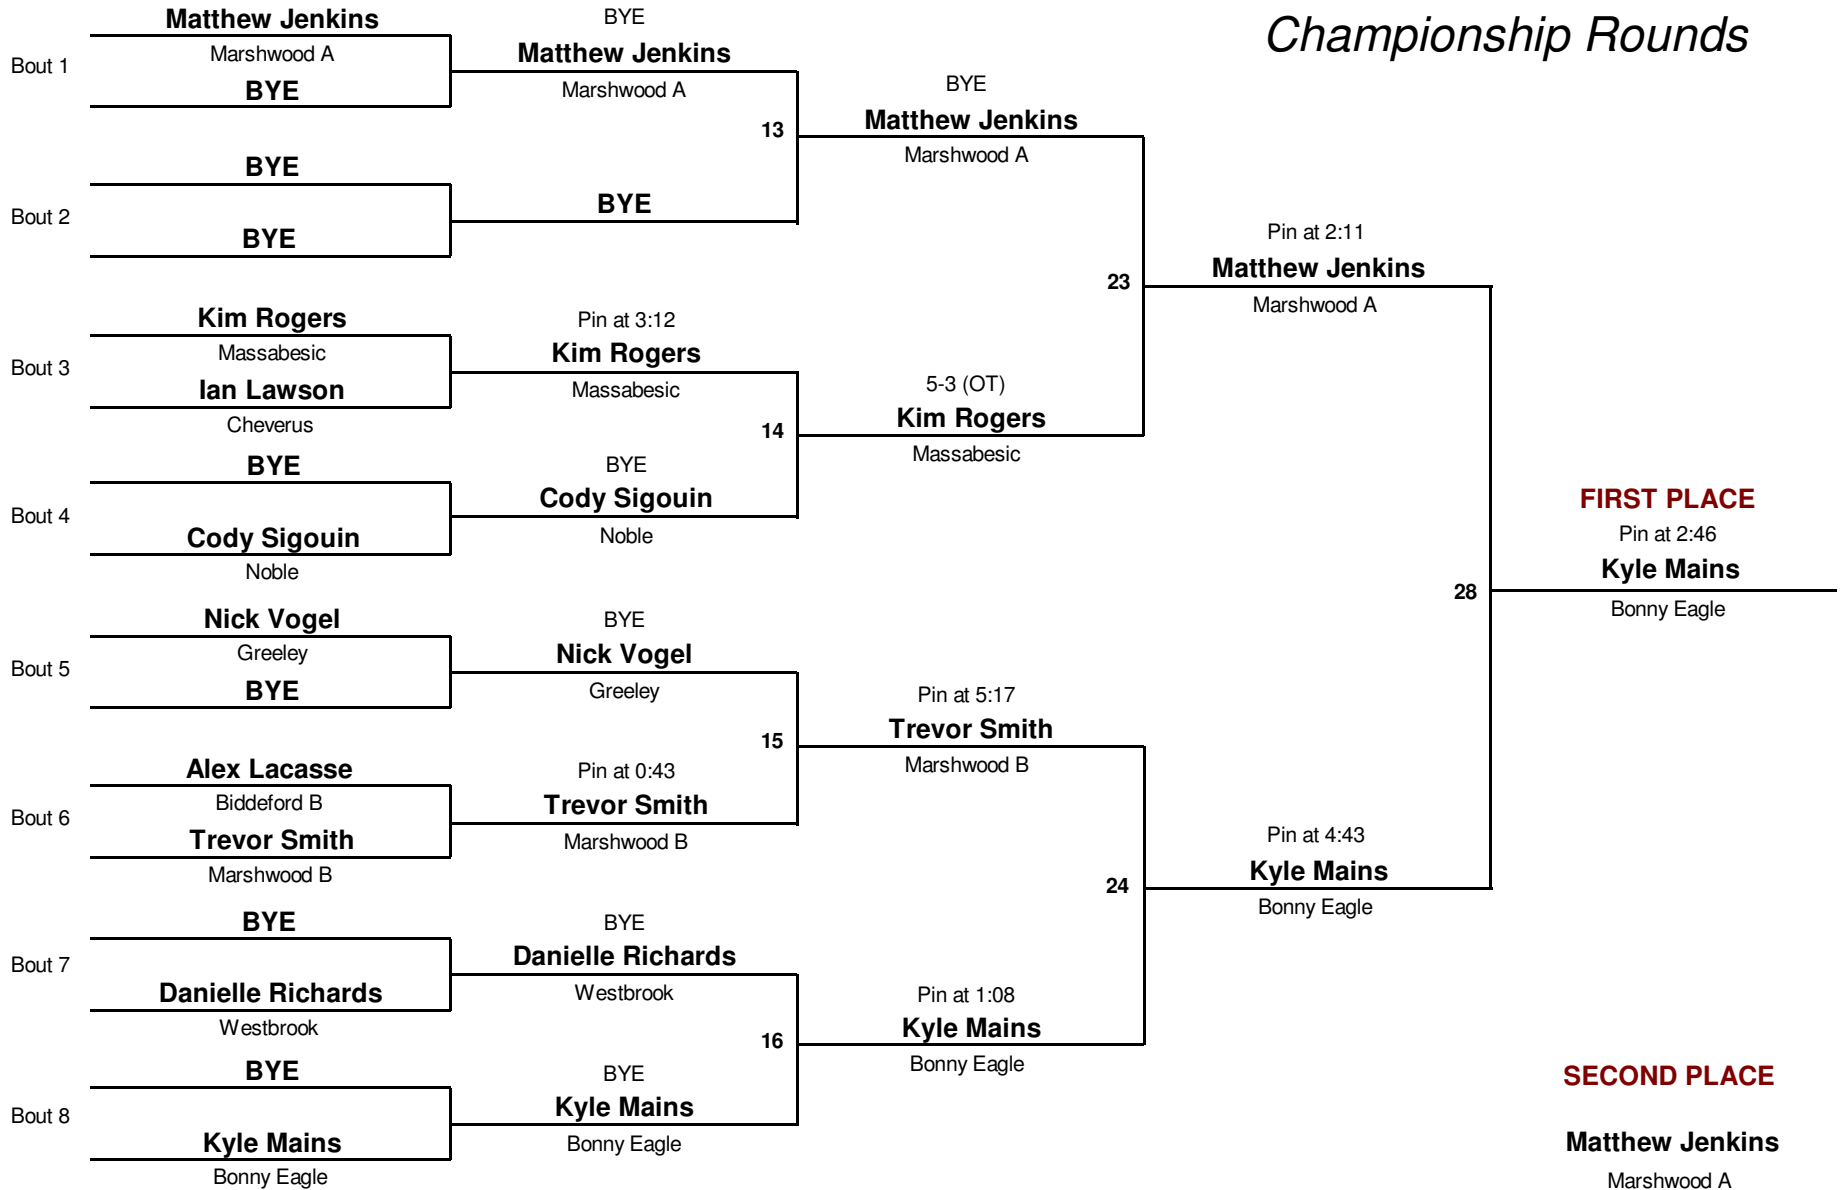 Championship Rounds
Bout 1
Matthew Jenkins
Marshwood A
BYE
Bout 2
BYE
BYE
Bout 3
Kim Rogers
Massabesic
Ian Lawson
Cheverus
Bout 4
BYE
Cody Sigouin
Noble
Bout 5
Nick Vogel
Greeley
BYE
Bout 6
Alex Lacasse
Biddeford B
Trevor Smith
Marshwood B
Bout 7
BYE
Danielle Richards
Westbrook
Bout 8
BYE
Kyle Mains
Bonny Eagle
BYE
Matthew Jenkins
Marshwood A
13
BYE
Pin at 3:12
Kim Rogers
Massabesic
14
BYE
Cody Sigouin
Noble
BYE
Nick Vogel
Greeley
15
Pin at 0:43
Trevor Smith
Marshwood B
BYE
Danielle Richards
Westbrook
16
BYE
Kyle Mains
Bonny Eagle
BYE
Matthew Jenkins
Marshwood A
23
5-3 (OT)
Kim Rogers
Massabesic
Pin at 5:17
Trevor Smith
Marshwood B
24
Pin at 1:08
Kyle Mains
Bonny Eagle
Pin at 2:11
Matthew Jenkins
Marshwood A
28
Pin at 4:43
Kyle Mains
Bonny Eagle
FIRST PLACE
Pin at 2:46
Kyle Mains
Bonny Eagle
SECOND PLACE
Matthew Jenkins
Marshwood A